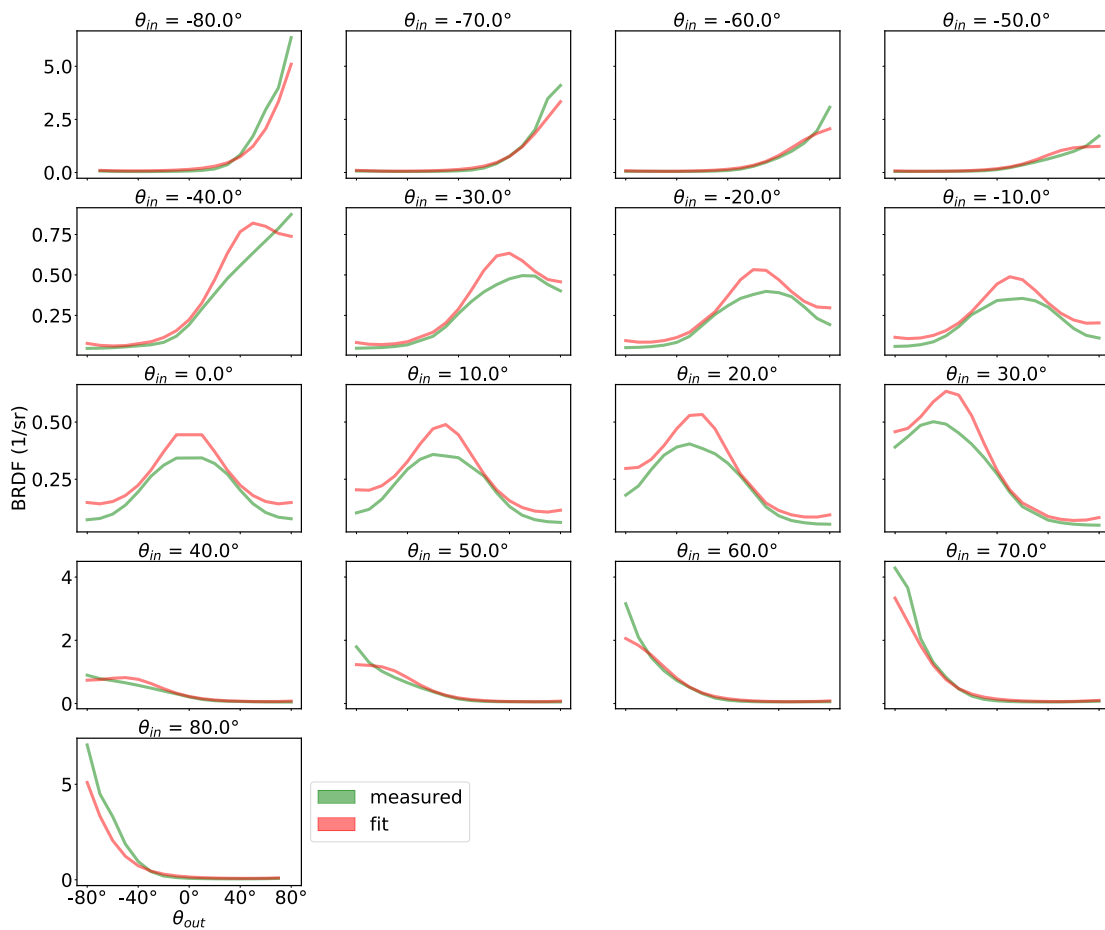 θin = -80.0° θin = -70.0° θin = -60.0° θin = -50.0°
5.0
2.5
0.0
θin = -40.0° θin = -30.0° θin = -20.0° θin = -10.0°
0.75
0.50
0.25
θin = 0.0° θin = 10.0° θin = 20.0° θin = 30.0°
BRDF (1/sr)
0.50
0.25
θin = 40.0° θin = 50.0° θin = 60.0° θin = 70.0°
4
2
0
θin = 80.0°
5
0
measured
fit
-80° -40° 0° 40° 80°
θout